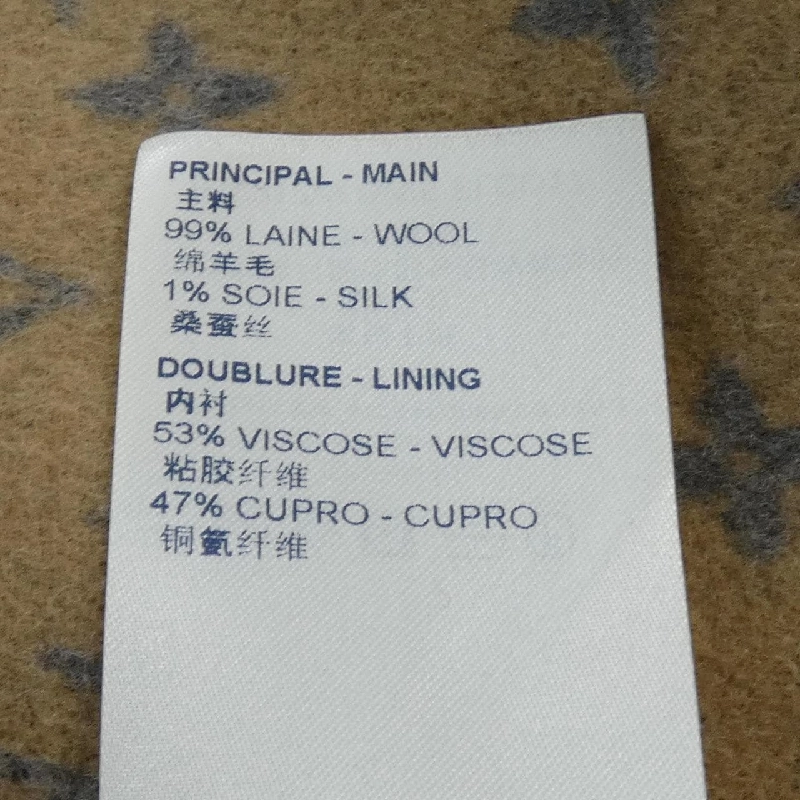 PRINCIPAL - MAIN
主料
99% LAINE - WOOL
绵羊毛
1% SOIE - SILK
桑蚕丝
DOUBLURE - LINING
内衬
53% VISCOSE - VISCOSE
粘胶纤维
47% CUPRO - CUPRO
铜氨纤维